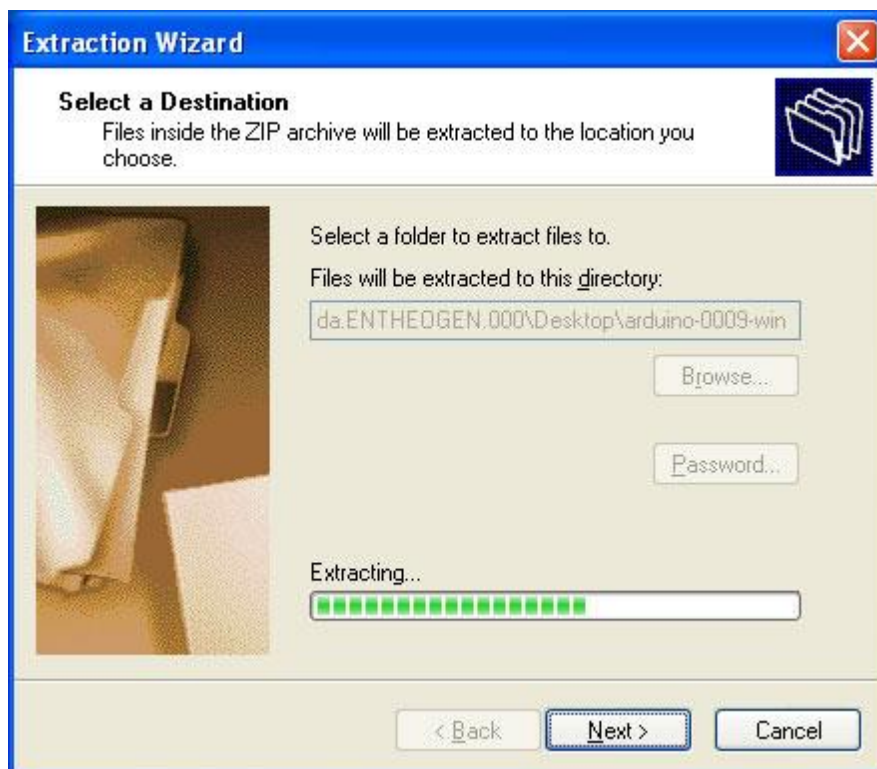 Extraction Wizard
Select a Destination
Files inside the ZIP archive will be extracted to the location you
choose.
Select a folder to extract files to.
Files will be extracted to this directory:
da.ENTHEOGEN.000\Desktop\arduino-0009-win
Browse...
Password...
Extracting...
< Back
Next >
Cancel